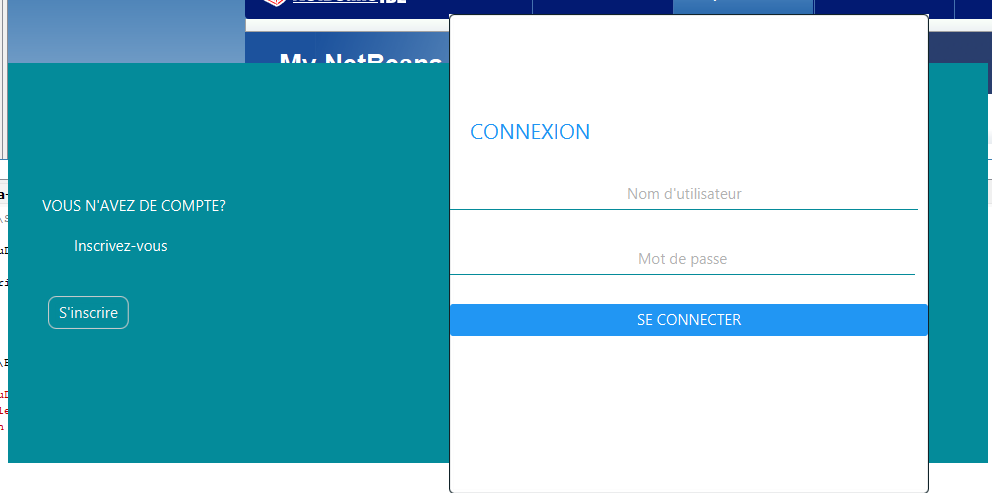 My NetBeans
CONNEXION
Nom d'utilisateur
VOUS N'AVEZ DE COMPTE?
Inscrivez-vous
Mot de passe
S'inscrire
SE CONNECTER